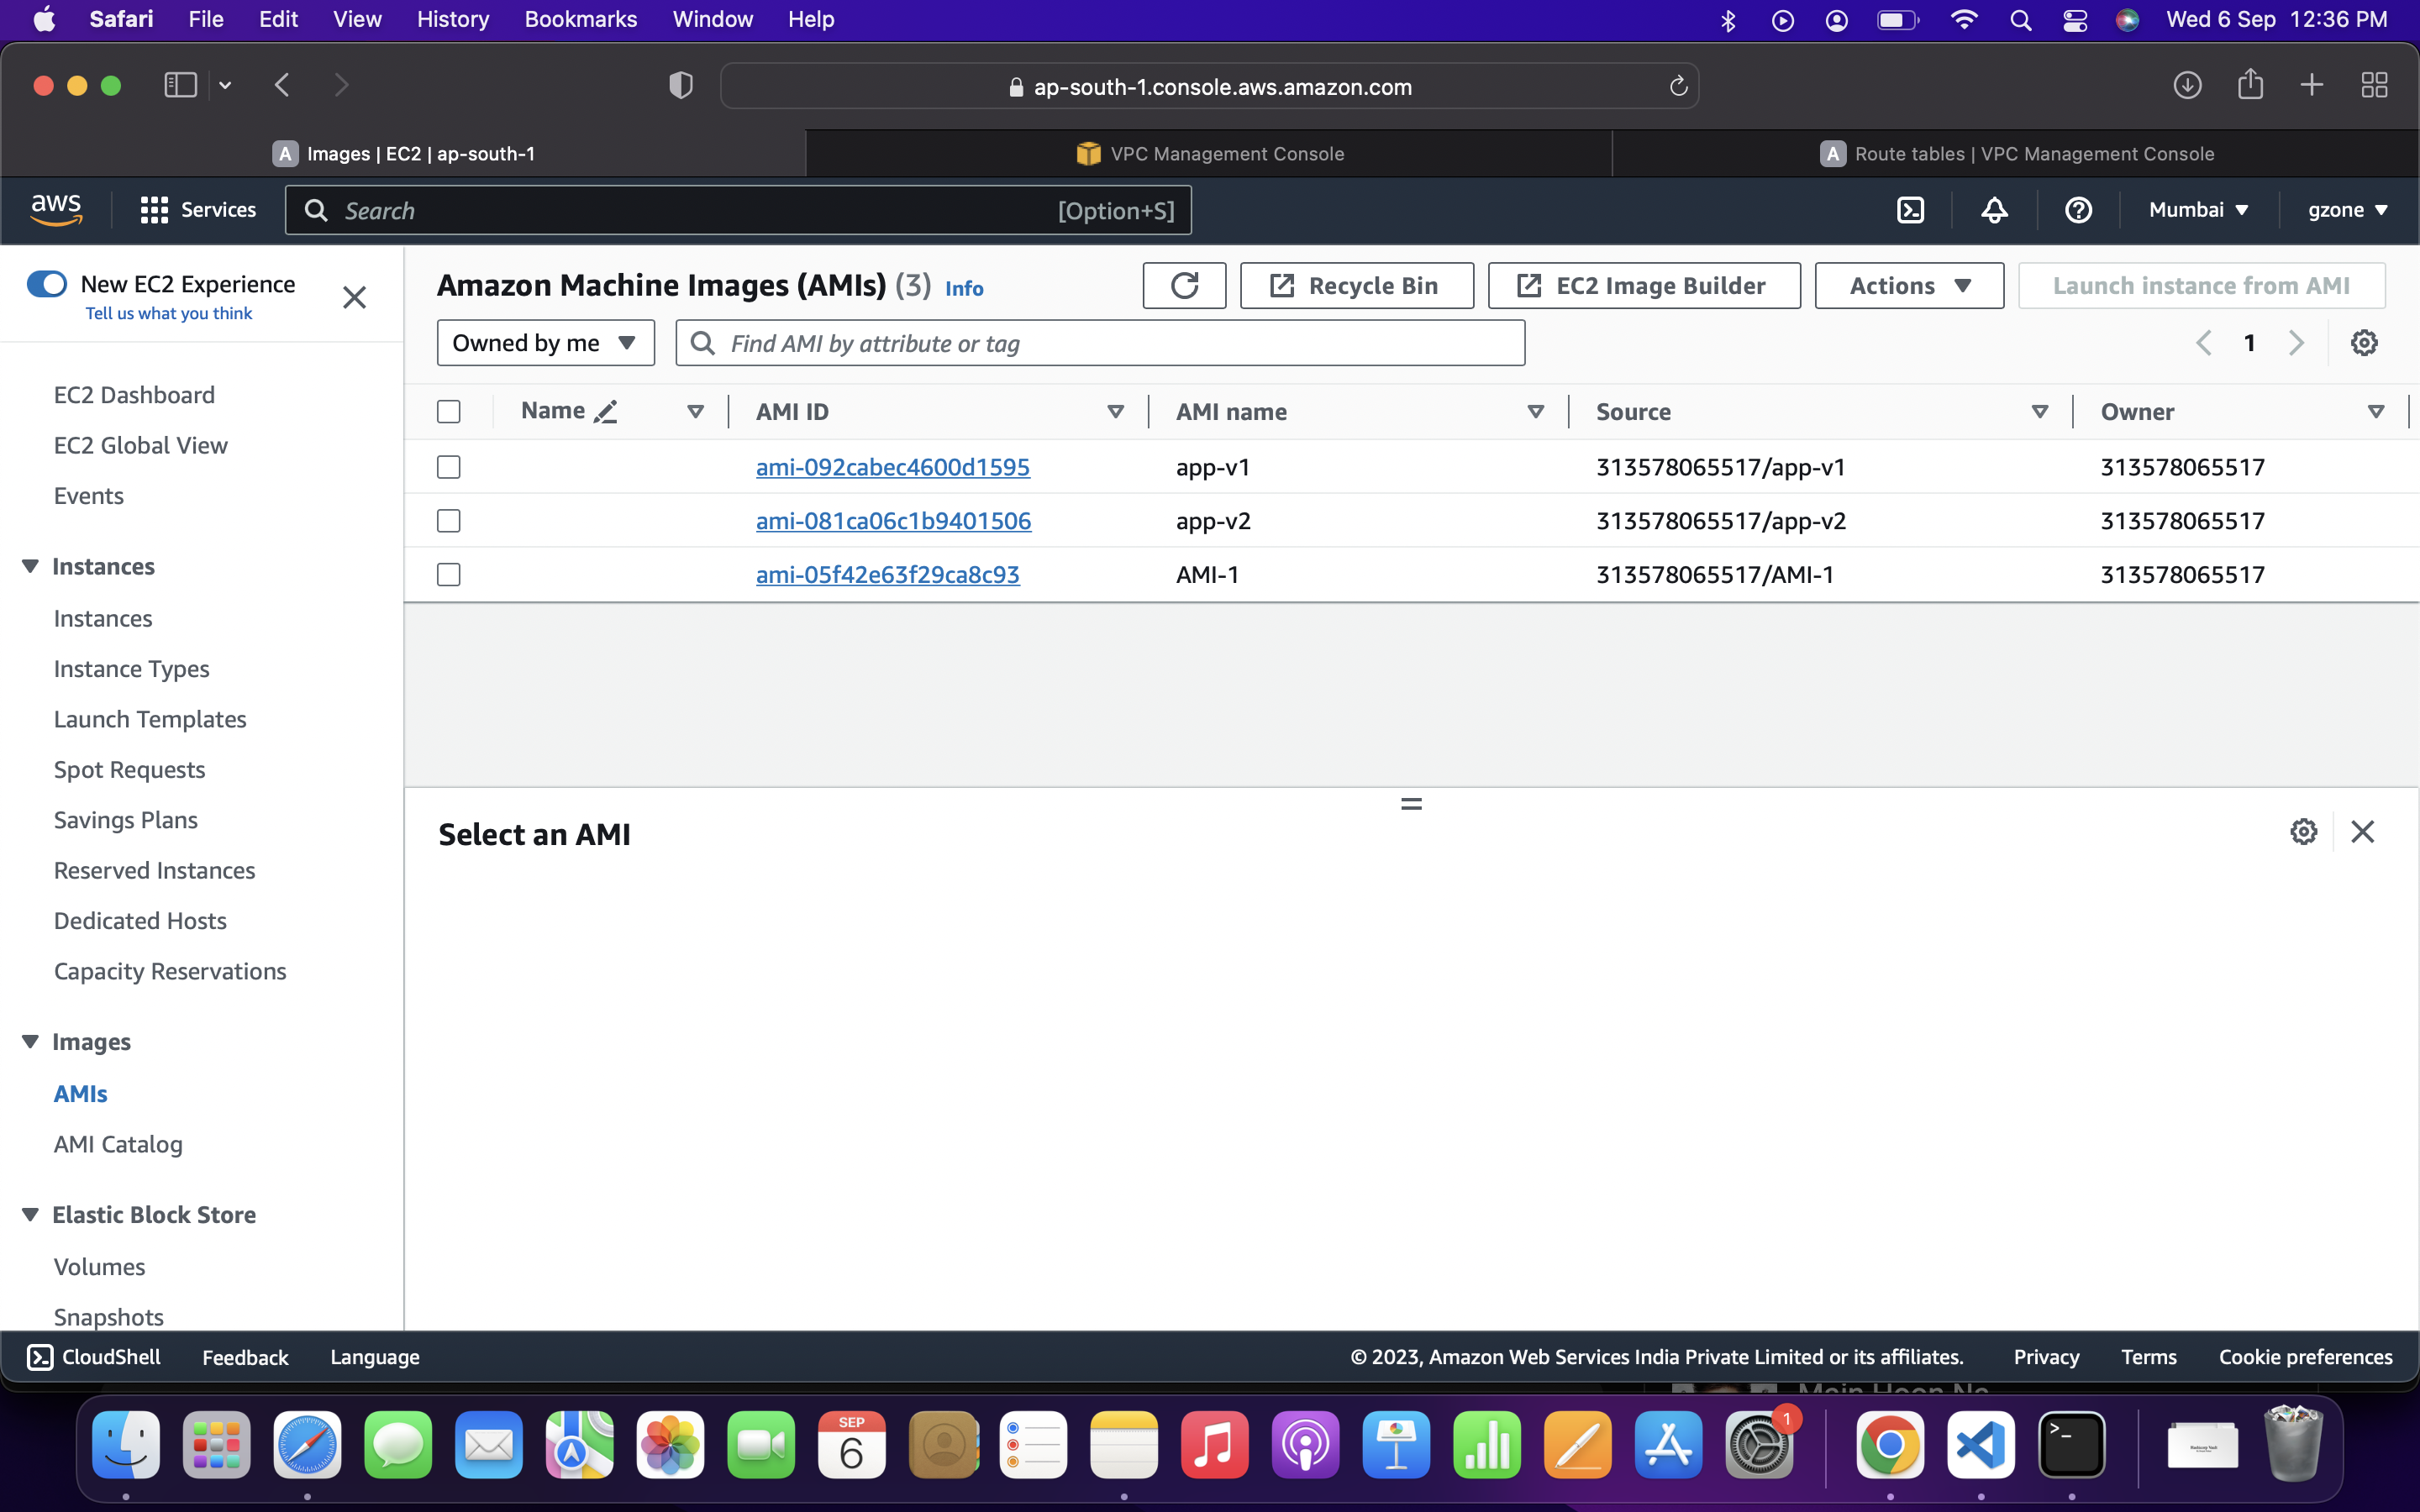 Safari File Edit View History Bookmarks Window Help Wed 6 Sep 12:36 PM
ap-south-1.console.aws.amazon.com
A Images | EC2 | ap-south-1 VPC Management Console A Route tables | VPC Management Console
aws Services Search [Option+S] Mumbai gzone
New EC2 Experience
Tell us what you think
EC2 Dashboard
EC2 Global View
Events
Instances
Instances
Instance Types
Launch Templates
Spot Requests
Savings Plans
Reserved Instances
Dedicated Hosts
Capacity Reservations
Images
AMIs
AMI Catalog
Elastic Block Store
Volumes
Snapshots
Amazon Machine Images (AMIs) (3) Info Recycle Bin EC2 Image Builder Actions Launch instance from AMI
Owned by me Find AMI by attribute or tag 1
Name AMI ID AMI name Source Owner
ami-092cabec4600d1595 app-v1 313578065517/app-v1 313578065517
ami-081ca06c1b9401506 app-v2 313578065517/app-v2 313578065517
ami-05f42e63f29ca8c93 AMI-1 313578065517/AMI-1 313578065517
Select an AMI
CloudShell Feedback Language © 2023, Amazon Web Services India Private Limited or its affiliates. Privacy Terms Cookie preferences
SEP
6
1